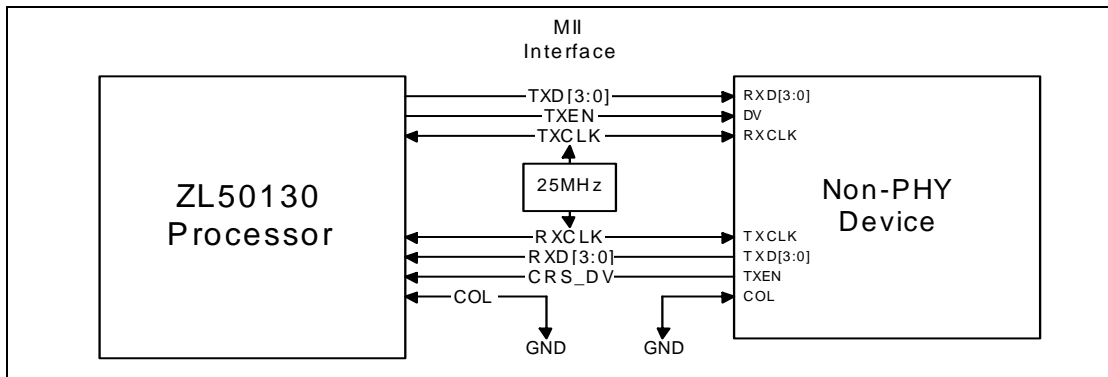 MII
Interface
ZL50130
Processor
TXD[3:0]
TXEN
TXCLK
25MHz
RXCLK
RXD[3:0]
CRS_DV
COL
GND
GND
RXD[3:0]
DV
RXCLK
Non-PHY
Device
TXCLK
TXD[3:0]
TXEN
COL